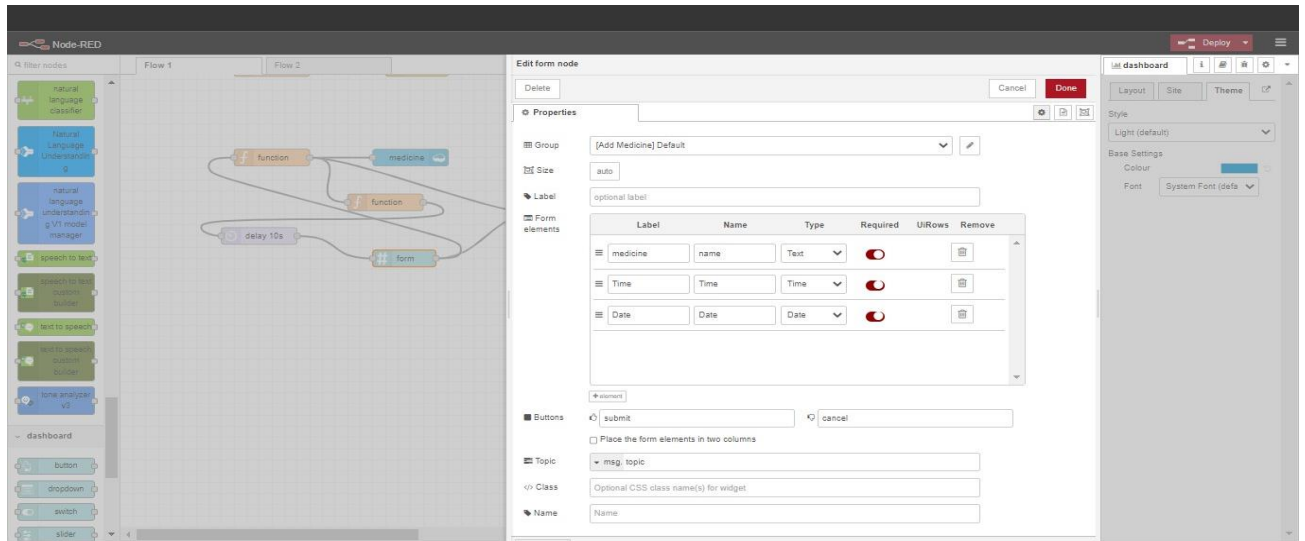 Node-RED
Deploy
filter nodes
Flow 1
Flow 2
Edit form node
dashboard
Delete
Cancel
Done
Layout
Site
Theme
natural
language
classifier
Properties
Style
Light (default)
Natural
Language
Understandin
g
function
medicine
Group
[Add Medicine] Default
Base Settings
Colour
Size
auto
Font
System Font (defa
natural
language
understandin
g V1 model
manager
function
Label
optional label
Form
elements
Label
Name
Type
Required
UiRows
Remove
delay 10s
form
medicine
name
Text
speech to text
Time
Time
Time
speech to text
custom
builder
Date
Date
Date
text to speech
text to speech
custom
builder
tone analyzer
v3
+ element
Buttons
submit
cancel
Place the form elements in two columns
dashboard
button
Topic
msg. topic
dropdown
Class
Optional CSS class name(s) for widget
switch
Name
Name
slider